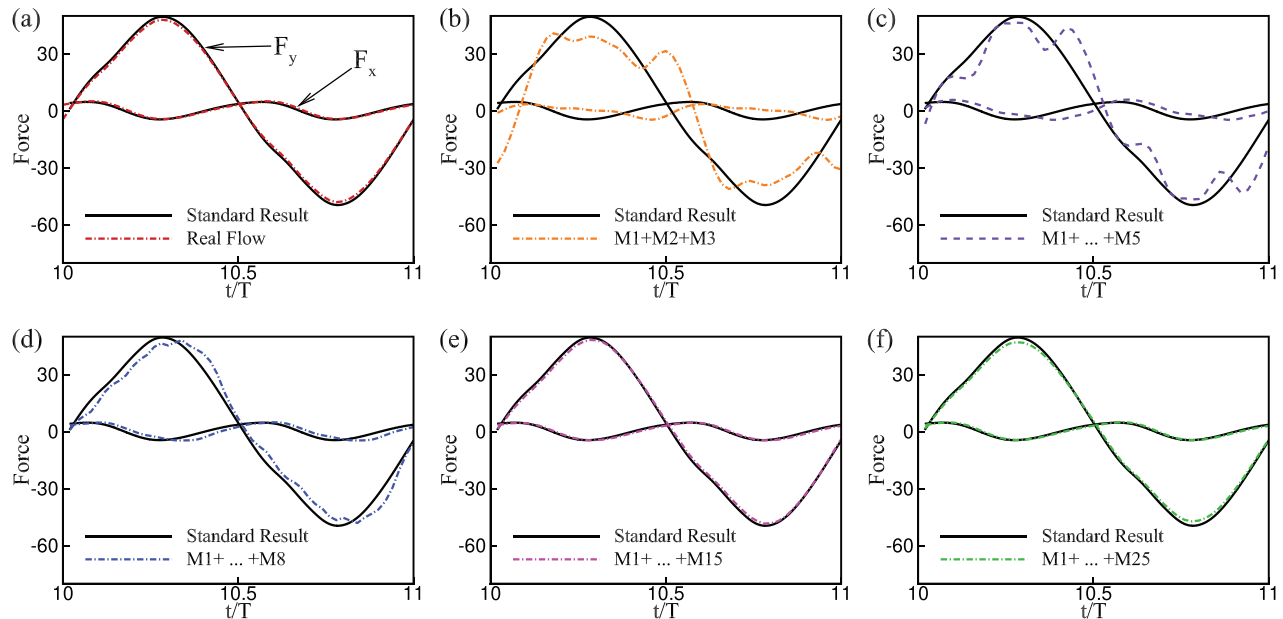 (a)
30
0
-30
-60
Force
F_y
F_x
Standard Result
Real Flow
10
10.5
11
t/T
(b)
30
0
-30
-60
Force
Standard Result
M1+M2+M3
10
10.5
11
t/T
(c)
30
0
-30
-60
Force
Standard Result
M1+ ... +M5
10
10.5
11
t/T
(d)
30
0
-30
-60
Force
Standard Result
M1+ ... +M8
10
10.5
11
t/T
(e)
30
0
-30
-60
Force
Standard Result
M1+ ... +M15
10
10.5
11
t/T
(f)
30
0
-30
-60
Force
Standard Result
M1+ ... +M25
10
10.5
11
t/T